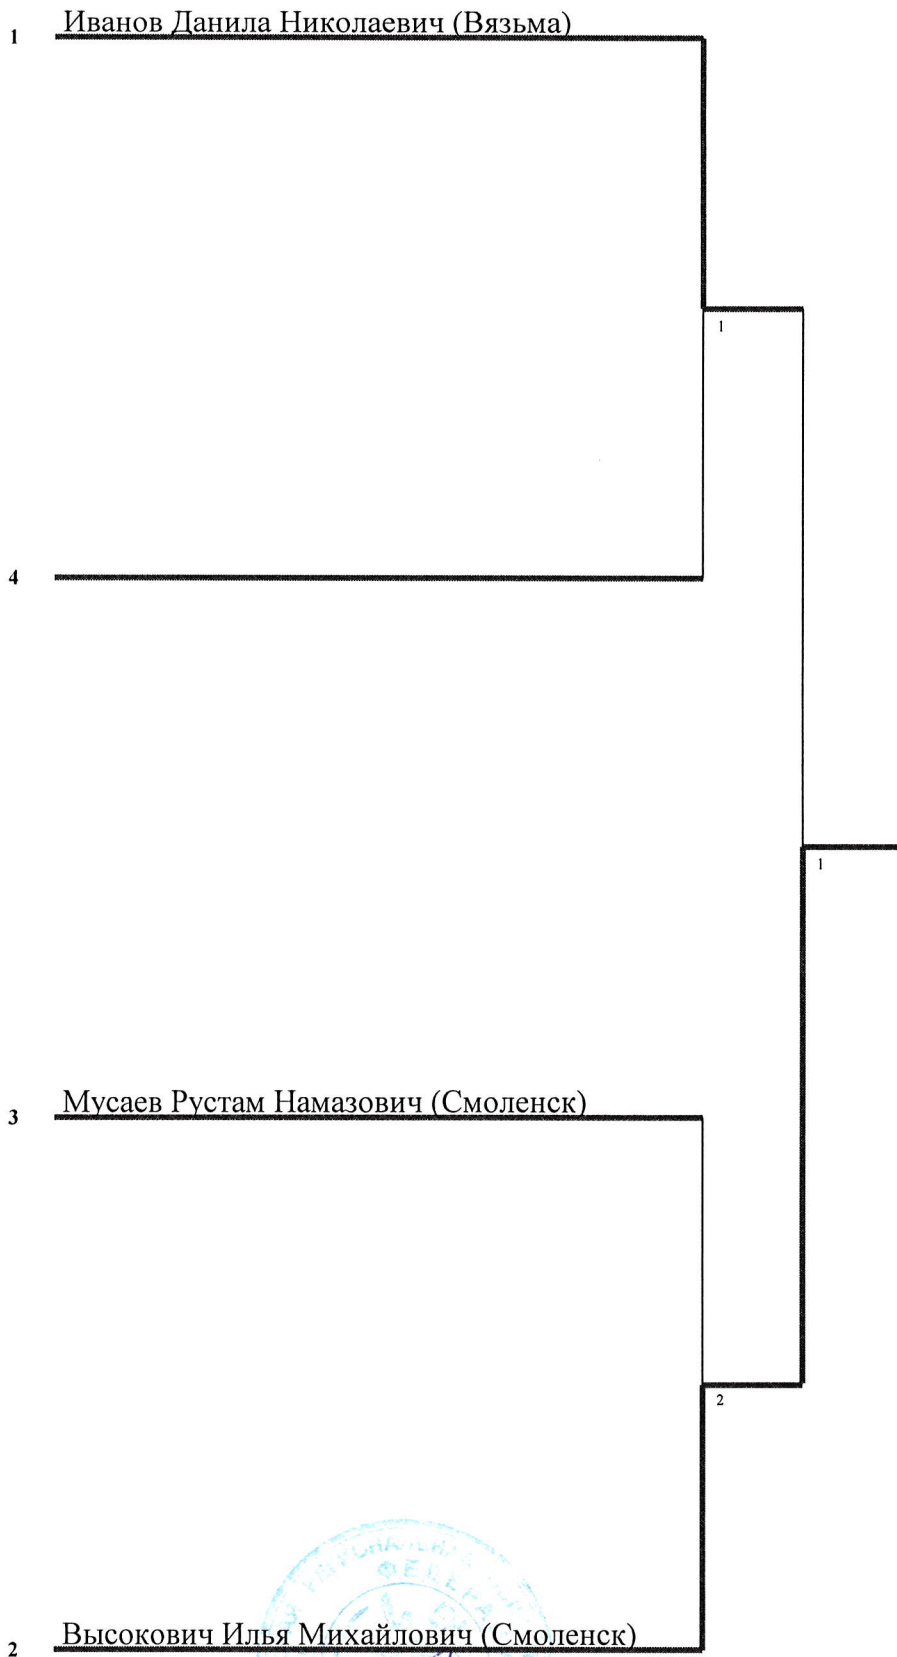 1 Иванов Данила Николаевич (Вязьма)
1
4
1
3 Мусаев Рустам Намазович (Смоленск)
2
ФЕДЕРА
2 Высокович Илья Михайлович (Смоленск)